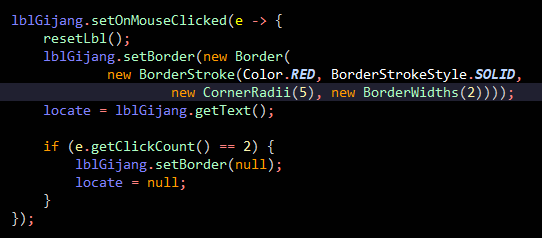 lblGijang.setOnMouseClicked(e -> {
    resetLbl();
    lblGijang.setBorder(new Border(
            new BorderStroke(Color.RED, BorderStrokeStyle.SOLID,
                    new CornerRadii(5), new BorderWidths(2))));
    locate = lblGijang.getText();

    if (e.getClickCount() == 2) {
        lblGijang.setBorder(null);
        locate = null;
    }
});